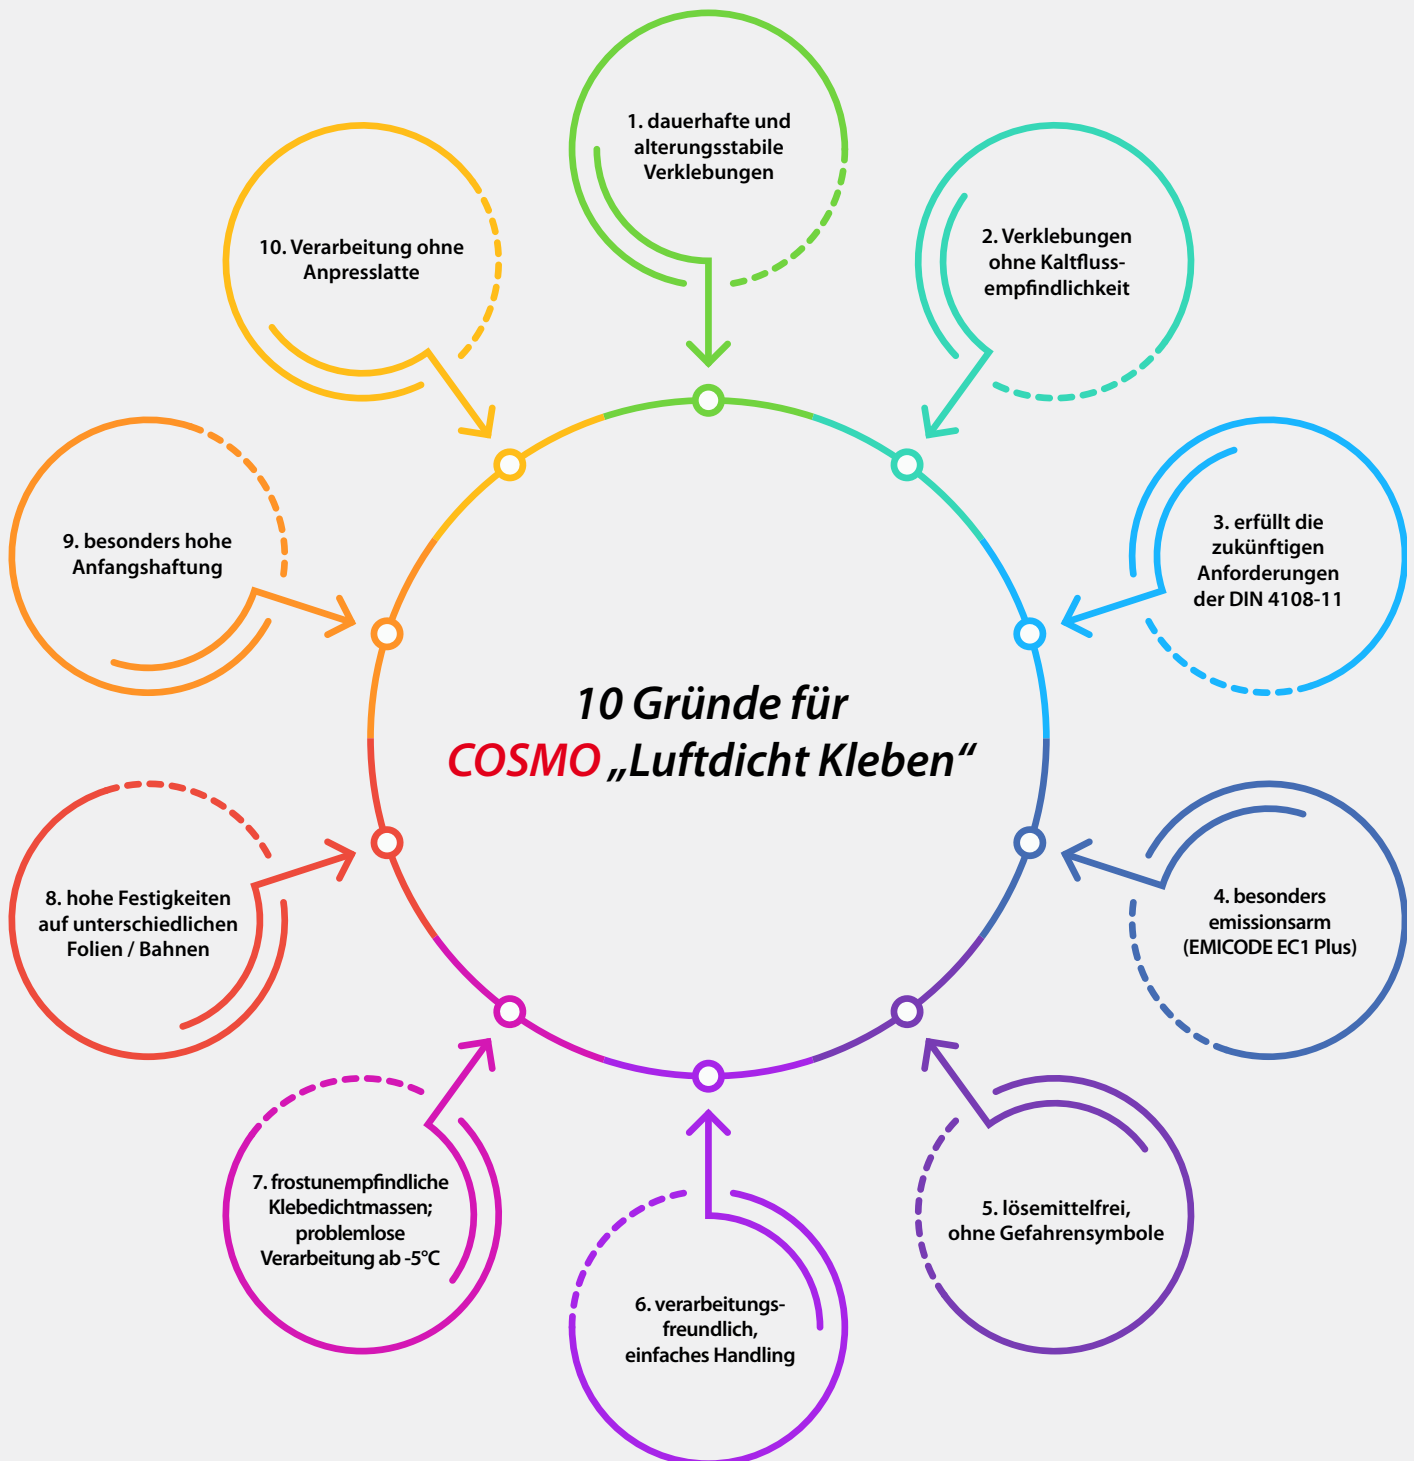 1. dauerhafte und
alterungsstabile
Verklebungen
2. Verklebungen
ohne Kaltfluss-
empfindlichkeit
3. erfüllt die
zukünftigen
Anforderungen
der DIN 4108-11
4. besonders
emissionsarm
(EMICODE EC1 Plus)
5. lösemittelfrei,
ohne Gefahrensymbole
6. verarbeitungs-
freundlich,
einfaches Handling
7. frostunempfindliche
Klebedichtmassen;
problemlose
Verarbeitung ab -5°C
8. hohe Festigkeiten
auf unterschiedlichen
Folien / Bahnen
9. besonders hohe
Anfangshaftung
10. Verarbeitung ohne
Anpresslatte
10 Gründe für
COSMO „Luftdicht Kleben“